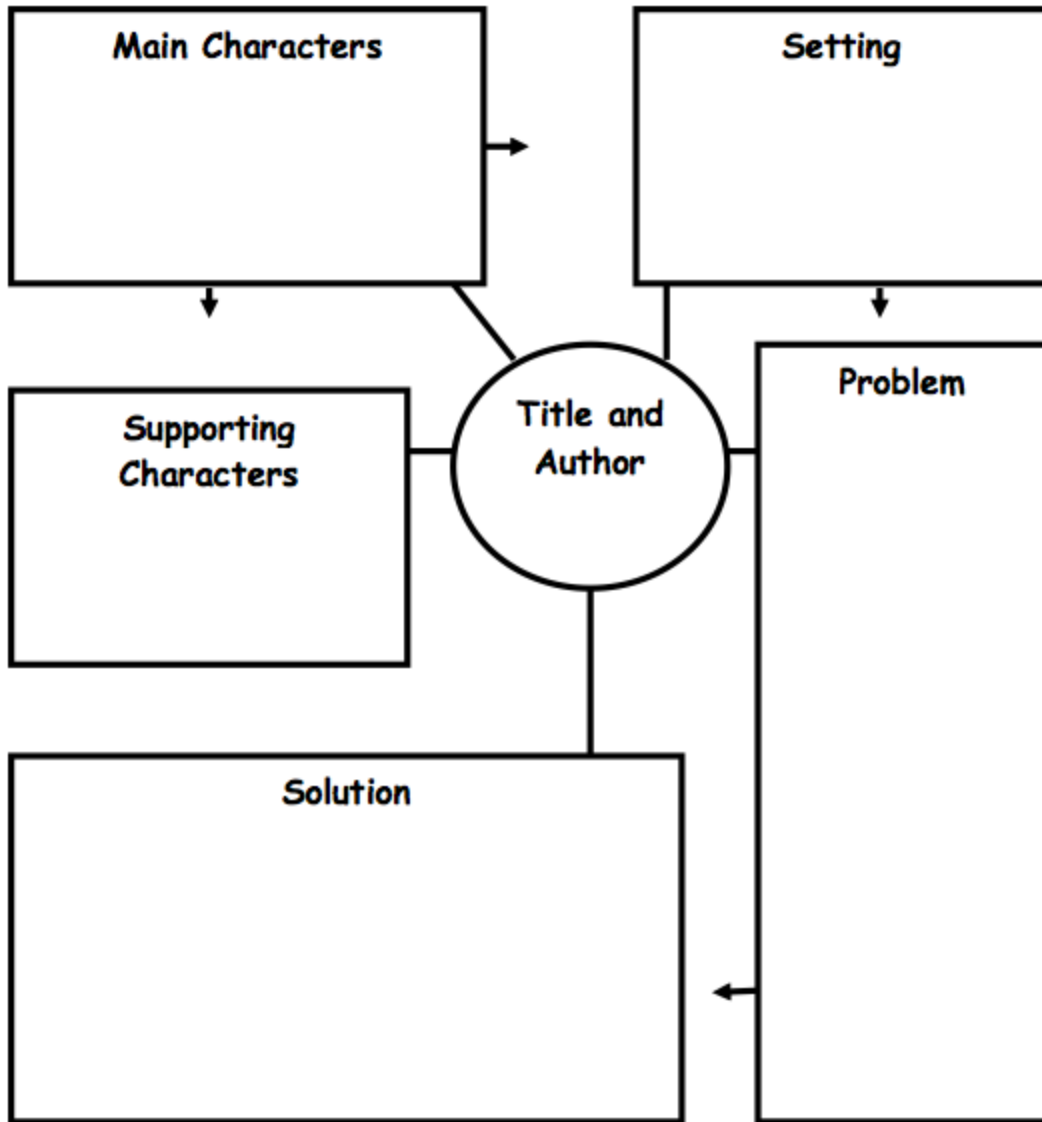 Main Characters
Setting
Title and
Author
Problem
Supporting
Characters
Solution